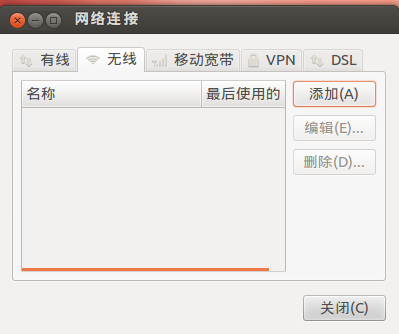 网络连接
有线 无线 移动宽带 VPN DSL
名称 最后使用的 添加(A)
编辑(E)...
删除(D)...
关闭(C)